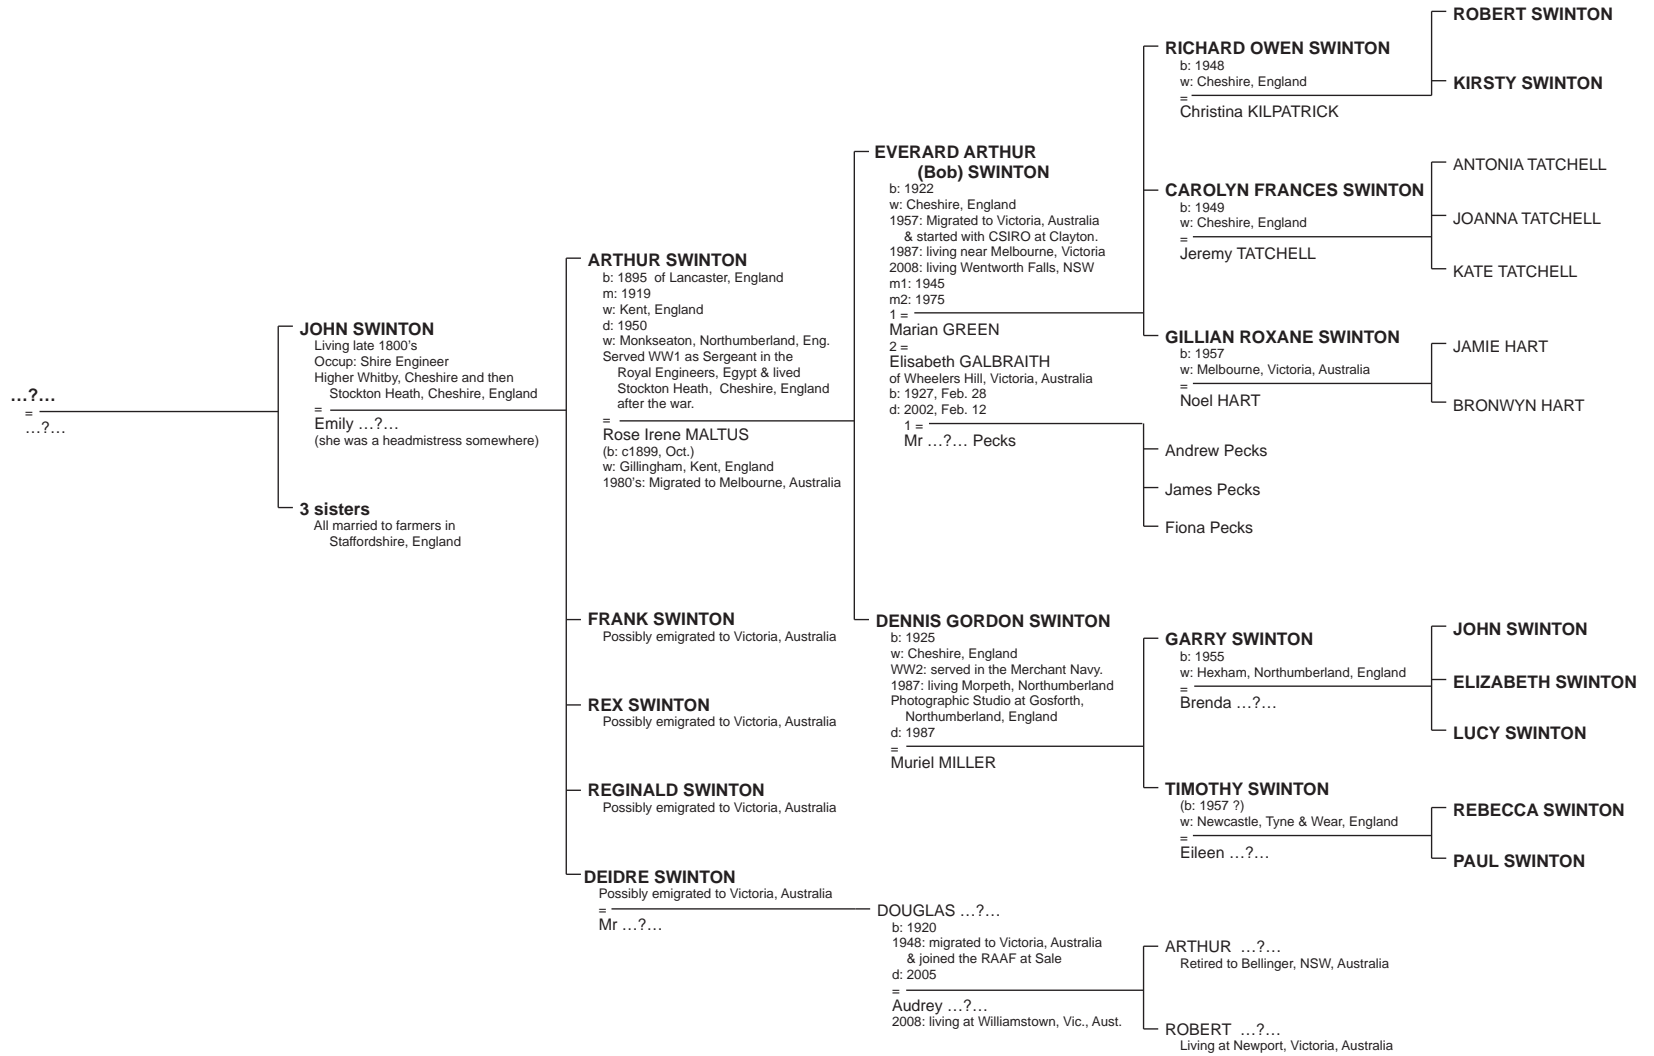 …?…
=
…?…
JOHN SWINTON
Living late 1800's
Occup: Shire Engineer
Higher Whitby, Cheshire and then
Stockton Heath, Cheshire, England
=
Emily …?…
(she was a headmistress somewhere)
3 sisters
All married to farmers in
Staffordshire, England
ARTHUR SWINTON
b: 1895 of Lancaster, England
m: 1919
w: Kent, England
d: 1950
w: Monkseaton, Northumberland, Eng.
Served WW1 as Sergeant in the
Royal Engineers, Egypt & lived
Stockton Heath, Cheshire, England
after the war.
=
Rose Irene MALTUS
(b: c1899, Oct.)
w: Gillingham, Kent, England
1980's: Migrated to Melbourne, Australia
FRANK SWINTON
Possibly emigrated to Victoria, Australia
REX SWINTON
Possibly emigrated to Victoria, Australia
REGINALD SWINTON
Possibly emigrated to Victoria, Australia
DEIDRE SWINTON
Possibly emigrated to Victoria, Australia
=
Mr …?…
EVERARD ARTHUR
(Bob) SWINTON
b: 1922
w: Cheshire, England
1957: Migrated to Victoria, Australia
& started with CSIRO at Clayton.
1987: living near Melbourne, Victoria
2008: living Wentworth Falls, NSW
m1: 1945
m2: 1975
1 =
Marian GREEN
2 =
Elisabeth GALBRAITH
of Wheelers Hill, Victoria, Australia
b: 1927, Feb. 28
d: 2002, Feb. 12
1 =
Mr …?… Pecks
DENNIS GORDON SWINTON
b: 1925
w: Cheshire, England
WW2: served in the Merchant Navy.
1987: living Morpeth, Northumberland
Photographic Studio at Gosforth,
Northumberland, England
d: 1987
=
Muriel MILLER
DOUGLAS …?…
b: 1920
1948: migrated to Victoria, Australia
& joined the RAAF at Sale
d: 2005
=
Audrey …?…
2008: living at Williamstown, Vic., Aust.
RICHARD OWEN SWINTON
b: 1948
w: Cheshire, England
=
Christina KILPATRICK
CAROLYN FRANCES SWINTON
b: 1949
w: Cheshire, England
=
Jeremy TATCHELL
GILLIAN ROXANE SWINTON
b: 1957
w: Melbourne, Victoria, Australia
=
Noel HART
Andrew Pecks
James Pecks
Fiona Pecks
GARRY SWINTON
b: 1955
w: Hexham, Northumberland, England
=
Brenda …?…
TIMOTHY SWINTON
(b: 1957 ?)
w: Newcastle, Tyne & Wear, England
=
Eileen …?…
ARTHUR …?…
Retired to Bellinger, NSW, Australia
ROBERT …?…
Living at Newport, Victoria, Australia
ROBERT SWINTON
KIRSTY SWINTON
ANTONIA TATCHELL
JOANNA TATCHELL
KATE TATCHELL
JAMIE HART
BRONWYN HART
JOHN SWINTON
ELIZABETH SWINTON
LUCY SWINTON
REBECCA SWINTON
PAUL SWINTON